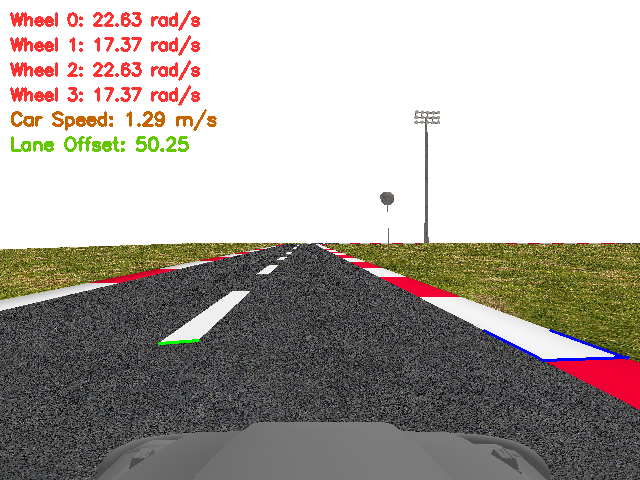 Wheel 0: 22.63 rad/s
Wheel 1: 17.37 rad/s
Wheel 2: 22.63 rad/s
Wheel 3: 17.37 rad/s
Car Speed: 1.29 m/s
Lane Offset: 50.25